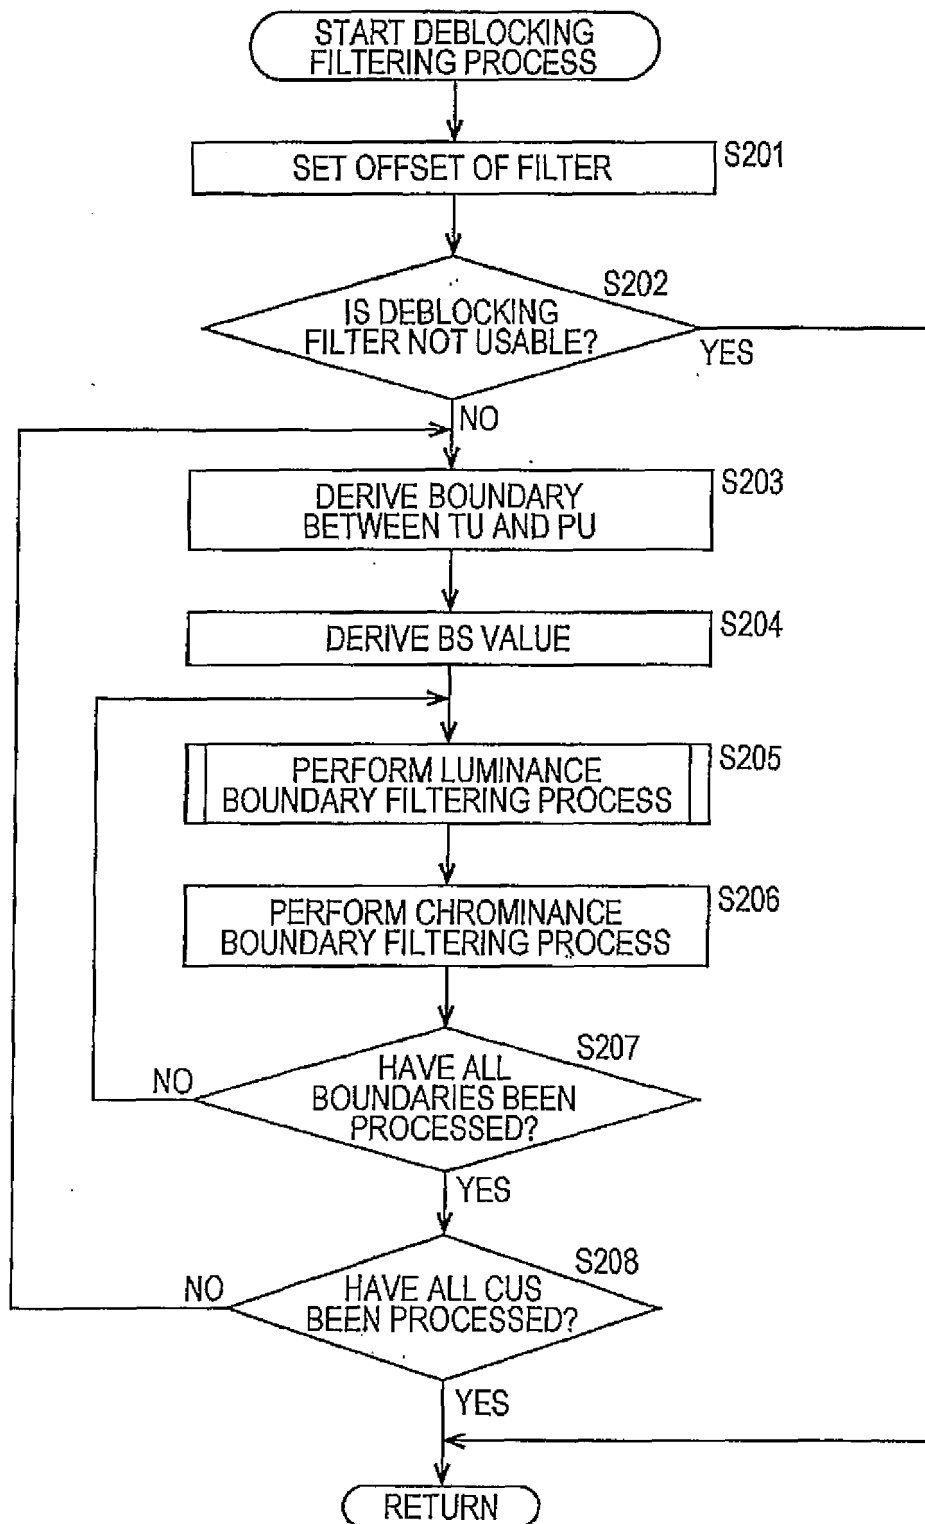 START DEBLOCKING
FILTERING PROCESS
SET OFFSET OF FILTER
S201
S202
IS DEBLOCKING
FILTER NOT USABLE?
YES
NO
DERIVE BOUNDARY
BETWEEN TU AND PU
S203
DERIVE BS VALUE
S204
PERFORM LUMINANCE
BOUNDARY FILTERING PROCESS
S205
PERFORM CHROMINANCE
BOUNDARY FILTERING PROCESS
S206
S207
HAVE ALL
BOUNDARIES BEEN
PROCESSED?
NO
YES
S208
HAVE ALL CUS
BEEN PROCESSED?
NO
YES
RETURN